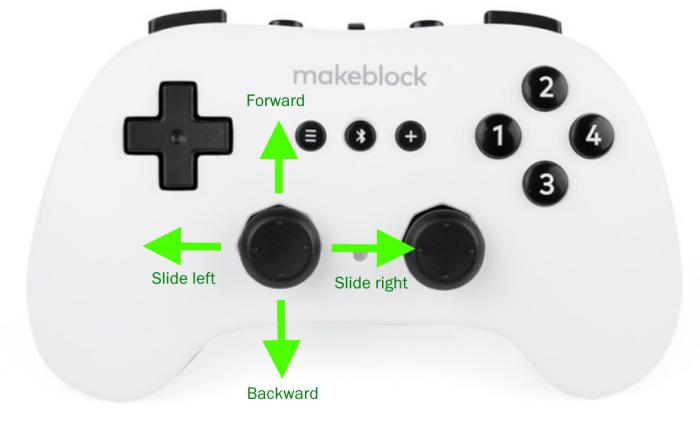 makeblock
Forward
2
1
4
3
Slide left
Slide right
Backward